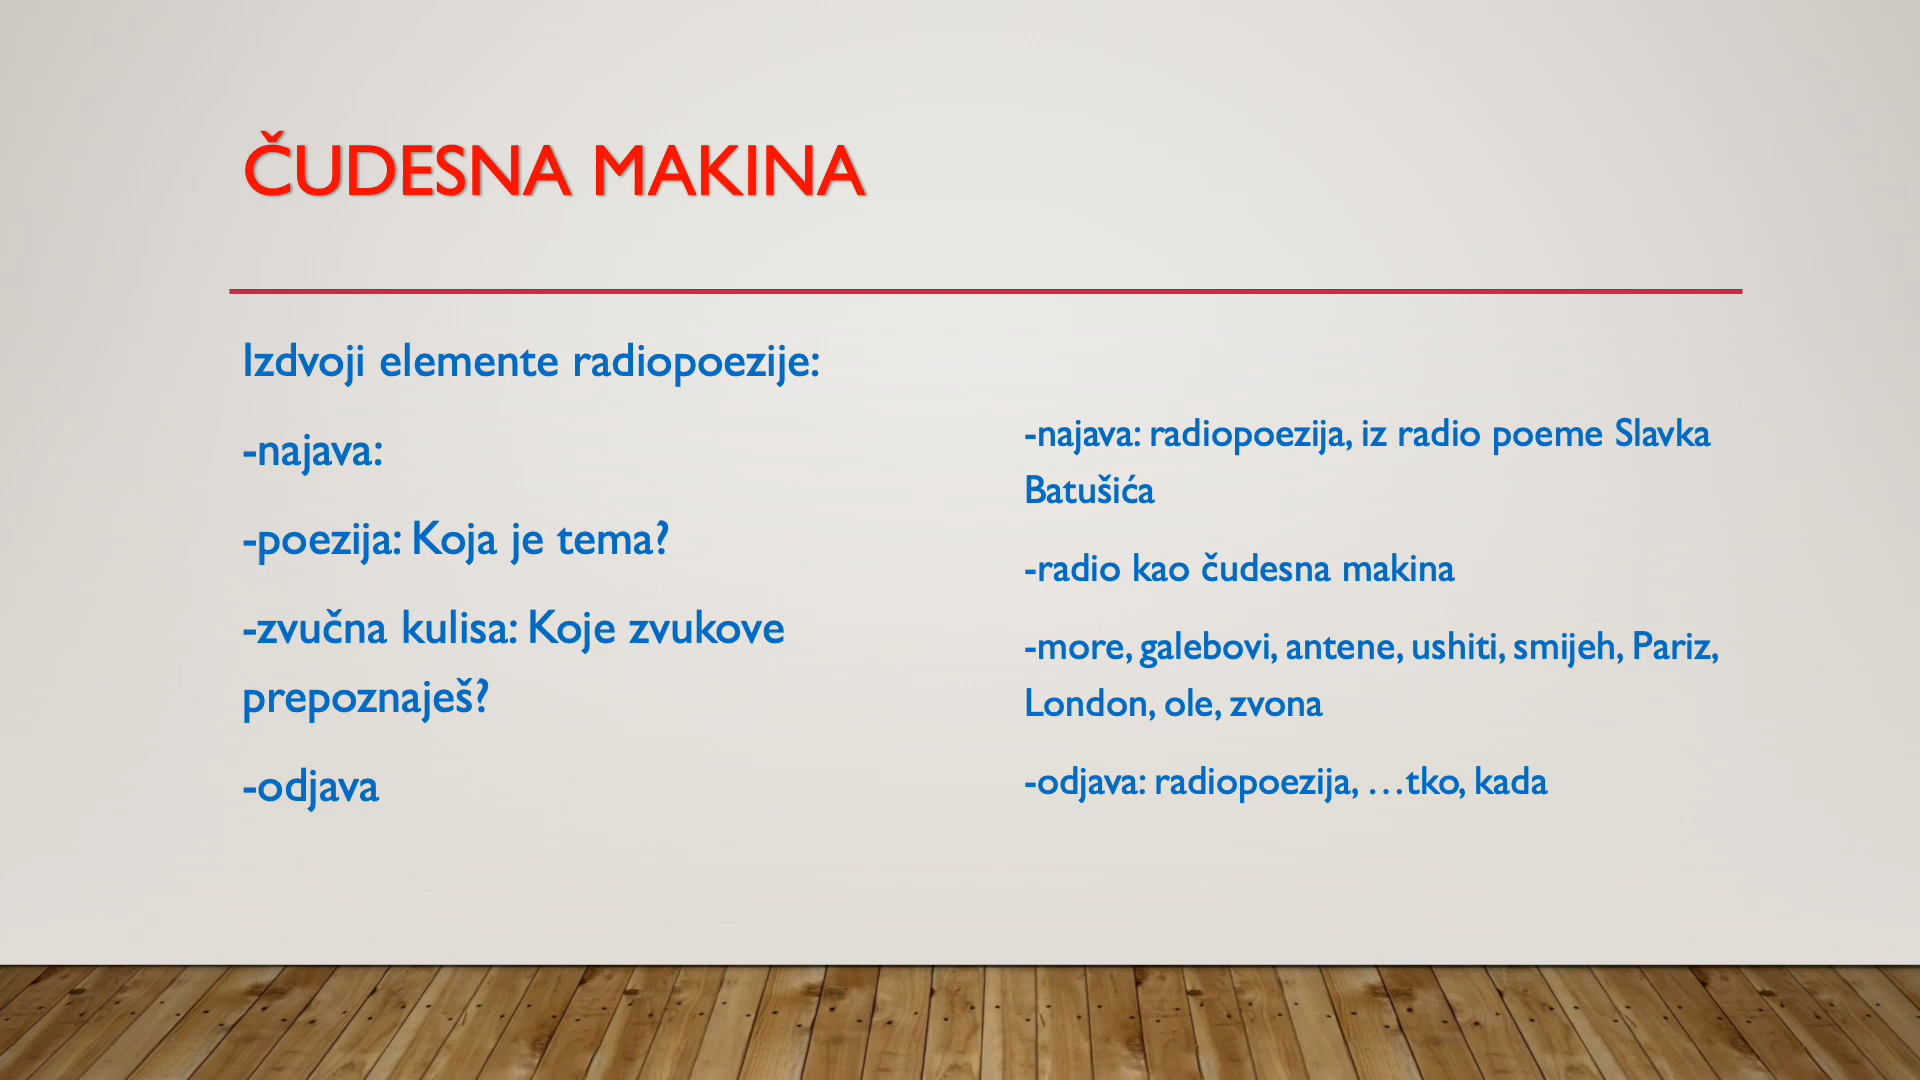 ČUDESNA MAKINA
Izdvoji elemente radiopoezije:
-najava:
-poezija: Koja je tema?
-zvučna kulisa: Koje zvukove
prepoznaješ?
-odjava
-najava: radiopoezija, iz radio poeme Slavka
Batušića
-radio kao čudesna makina
-more, galebovi, antene, ushiti, smijeh, Pariz,
London, ole, zvona
-odjava: radiopoezija, …tko, kada